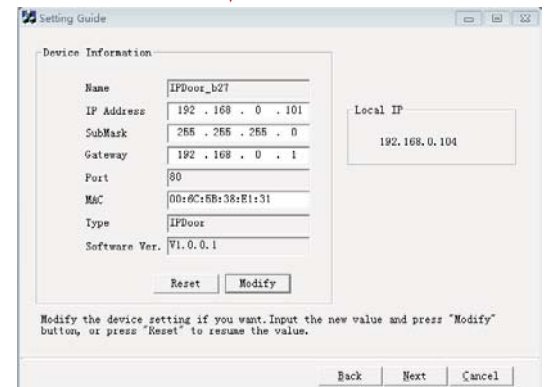 Setting Guide
Device Information
Name IPDoor_b27
IP Address 192 . 168 . 0 . 101
SubMask 255 . 255 . 255 . 0
Gateway 192 . 168 . 0 . 1
Port 80
MAC 00:6C:5B:38:E1:31
Type IPDoor
Software Ver. V1.0.0.1
Reset Modify
Local IP
192.168.0.104
Modify the device setting if you want.Input the new value and press "Modify"
button, or press "Reset" to resume the value.
Back Next Cancel